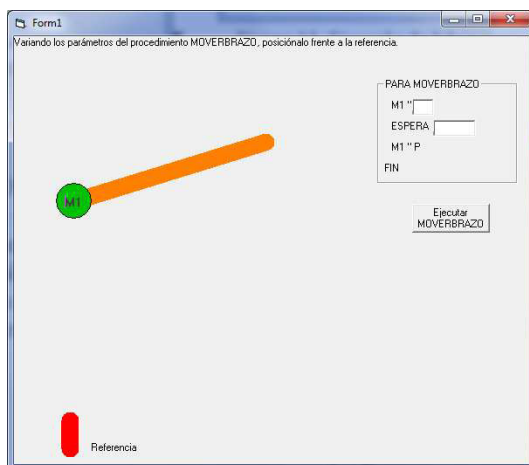 Form1
Variando los parámetros del procedimiento MOVERBRAZO, posiciónalo frente a la referencia.
PARA MOVERBRAZO
M1 "
ESPERA
M1 " P
FIN
Ejecutar
MOVERBRAZO
M1
Referencia